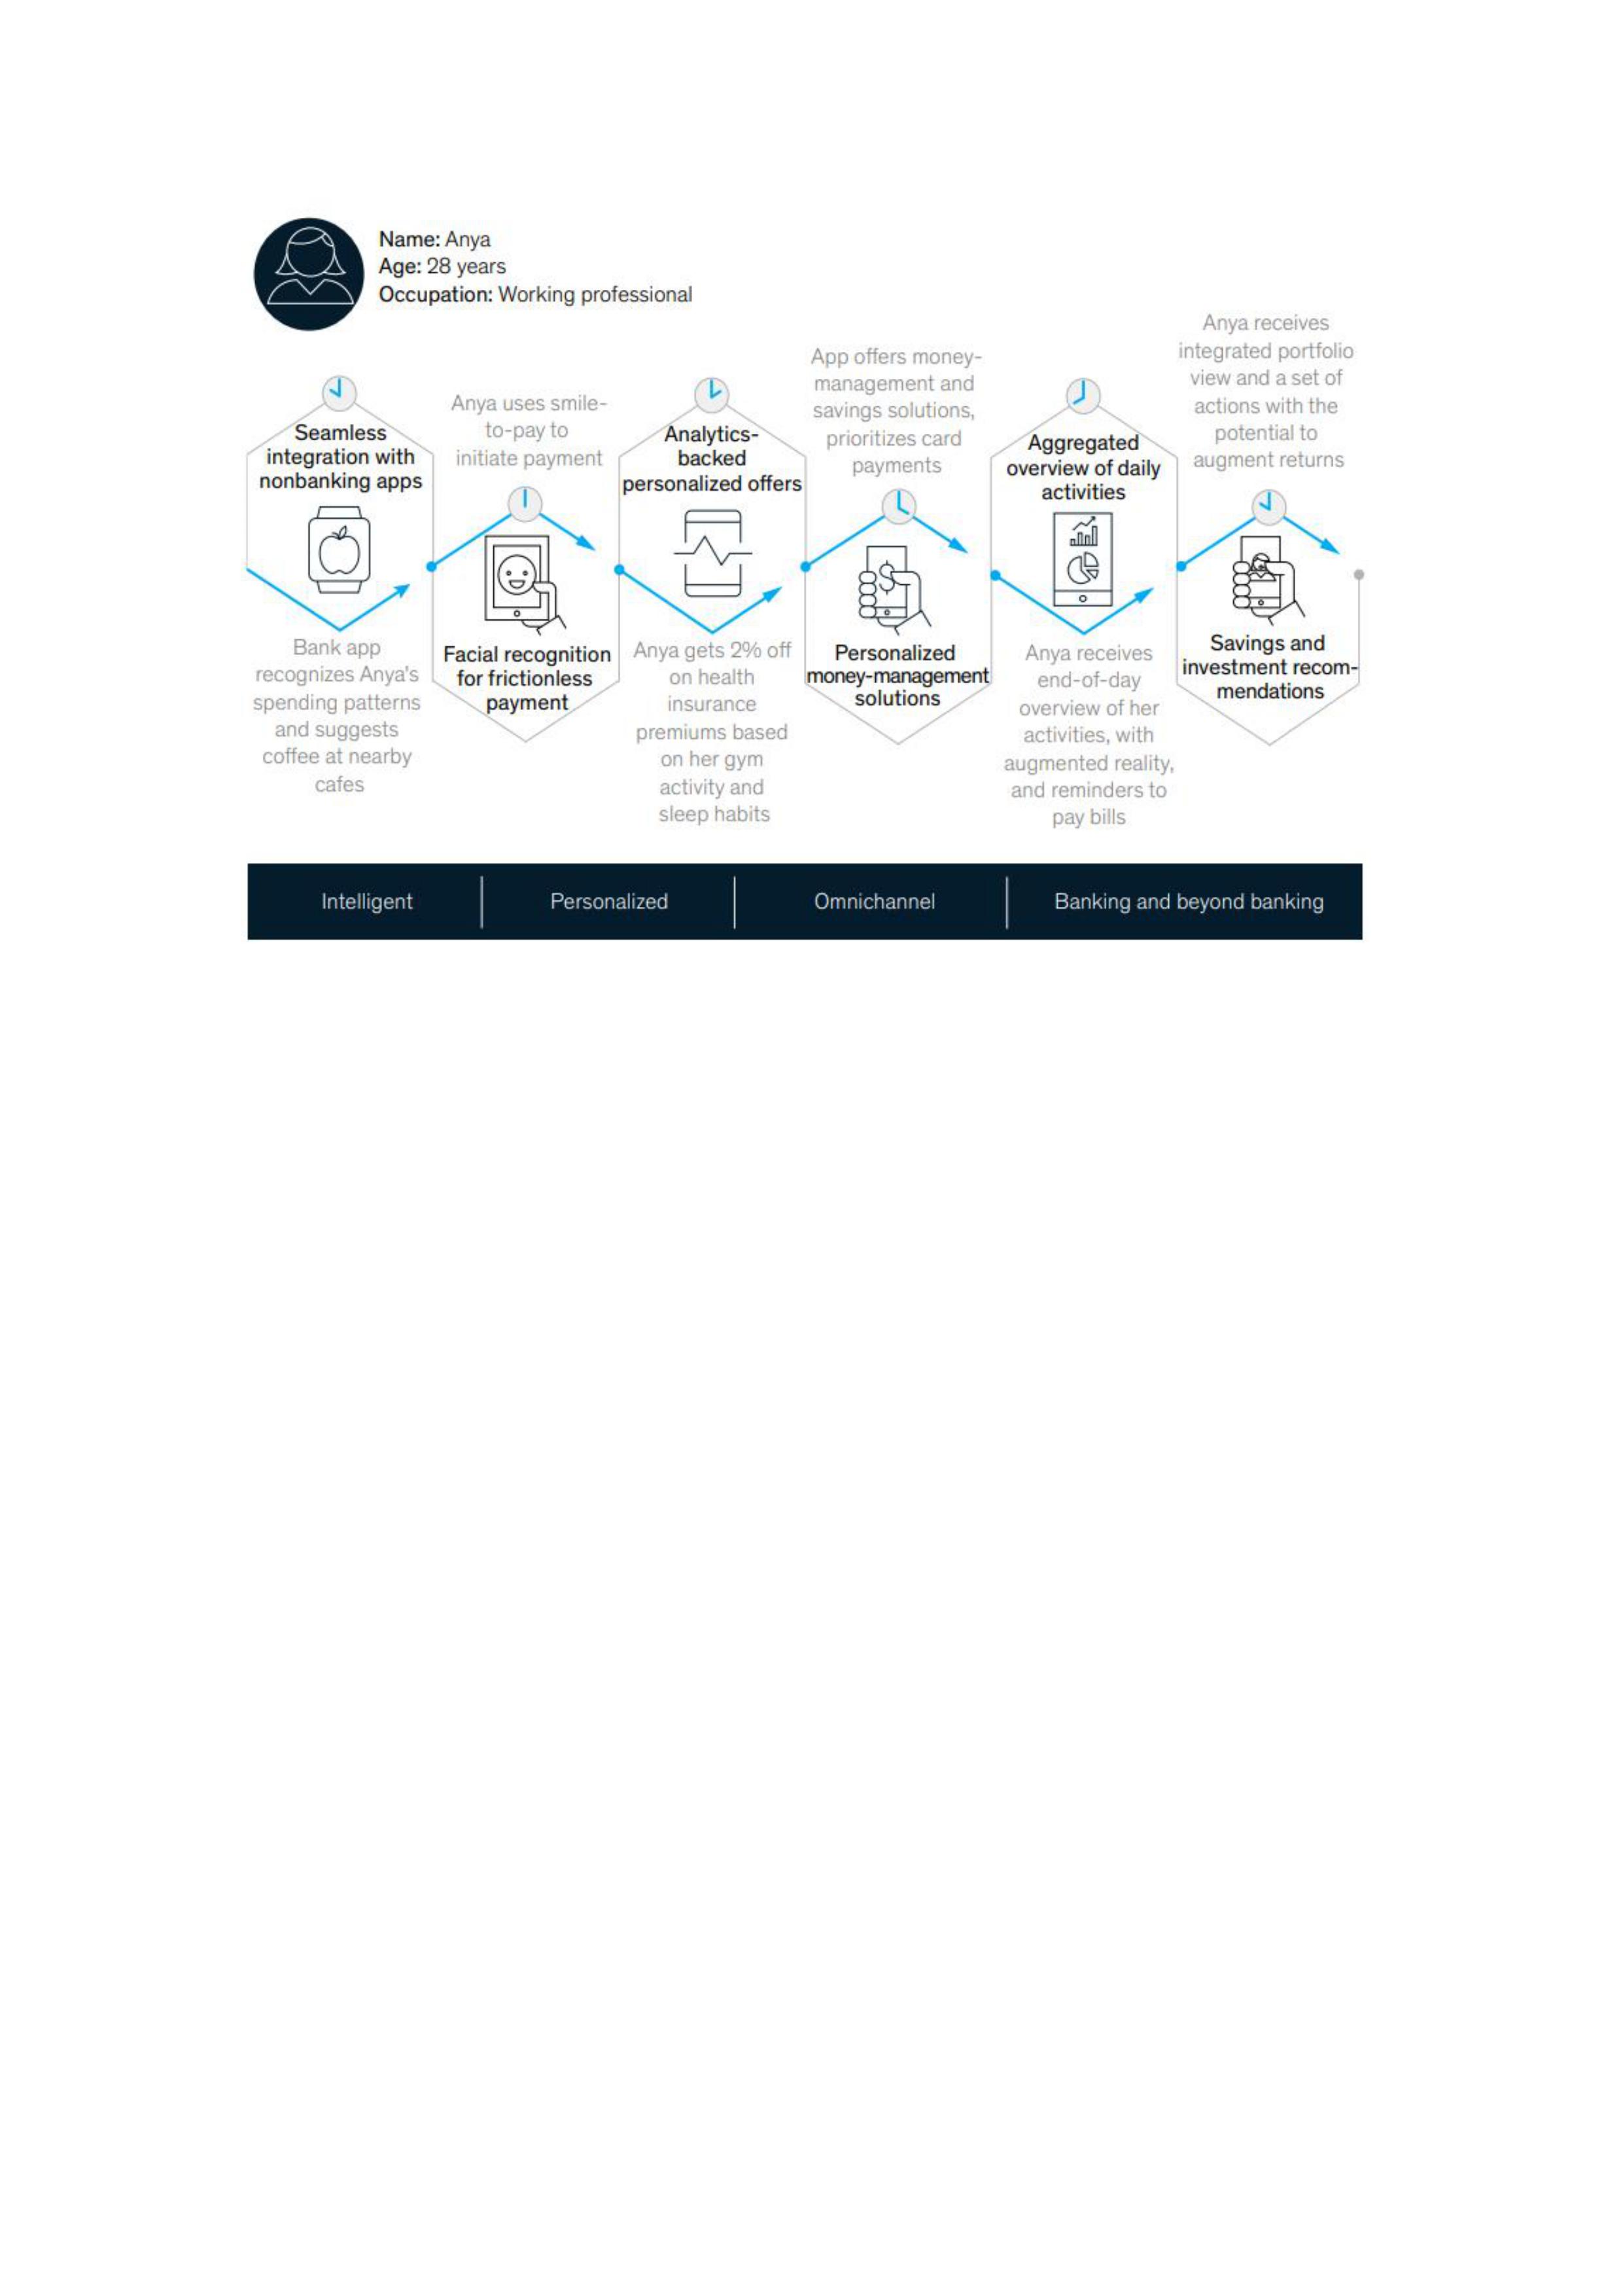 Name: Anya
Age: 28 years
Occupation: Working professional
Seamless
integration with
nonbanking apps
Bank app
recognizes Anya's
spending patterns
and suggests
coffee at nearby
cafes
Anya uses smile-
to-pay to
initiate payment
Facial recognition
for frictionless
payment
Analytics-
backed
personalized offers
Anya gets 2% off
on health
insurance
premiums based
on her gym
activity and
sleep habits
App offers money-
management and
savings solutions,
prioritizes card
payments
Personalized
money-management
solutions
Aggregated
overview of daily
activities
Anya receives
end-of-day
overview of her
activities, with
augmented reality,
and reminders to
pay bills
Anya receives
integrated portfolio
view and a set of
actions with the
potential to
augment returns
Savings and
investment recom-
mendations
Intelligent
Personalized
Omnichannel
Banking and beyond banking